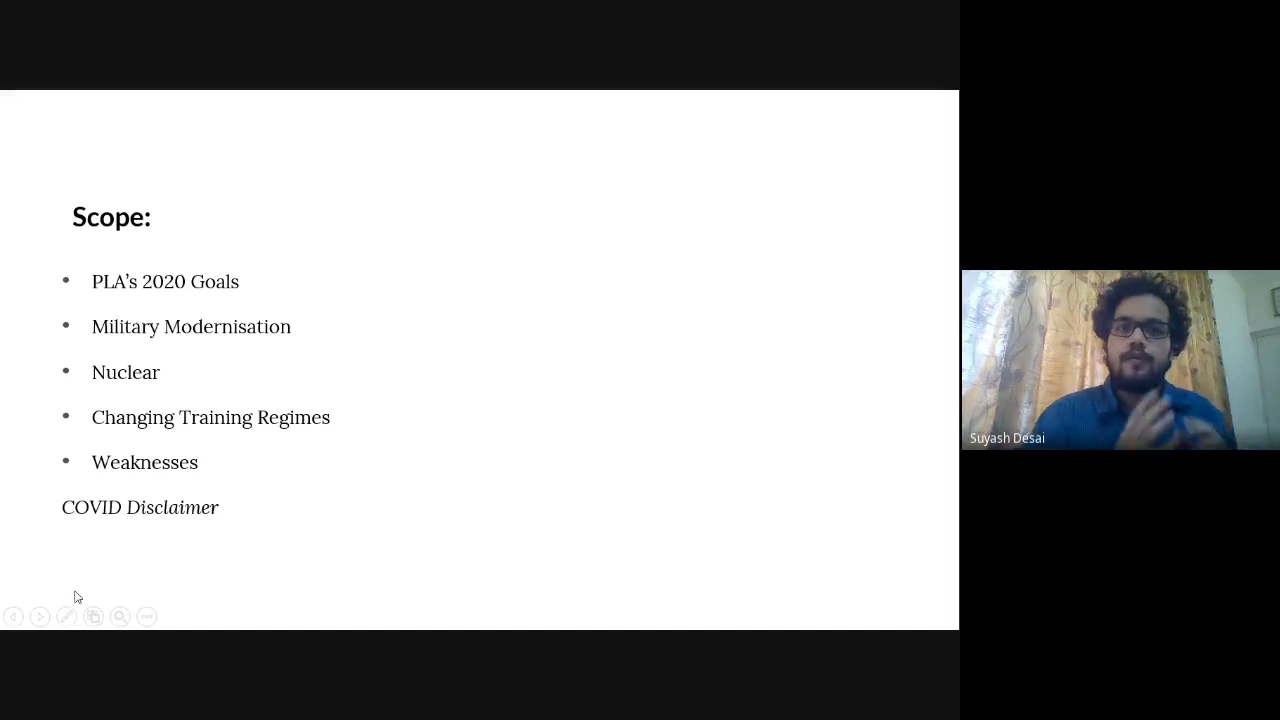 Scope:
• PLA’s 2020 Goals
• Military Modernisation
• Nuclear
• Changing Training Regimes
• Weaknesses
COVID Disclaimer
Suyash Desai